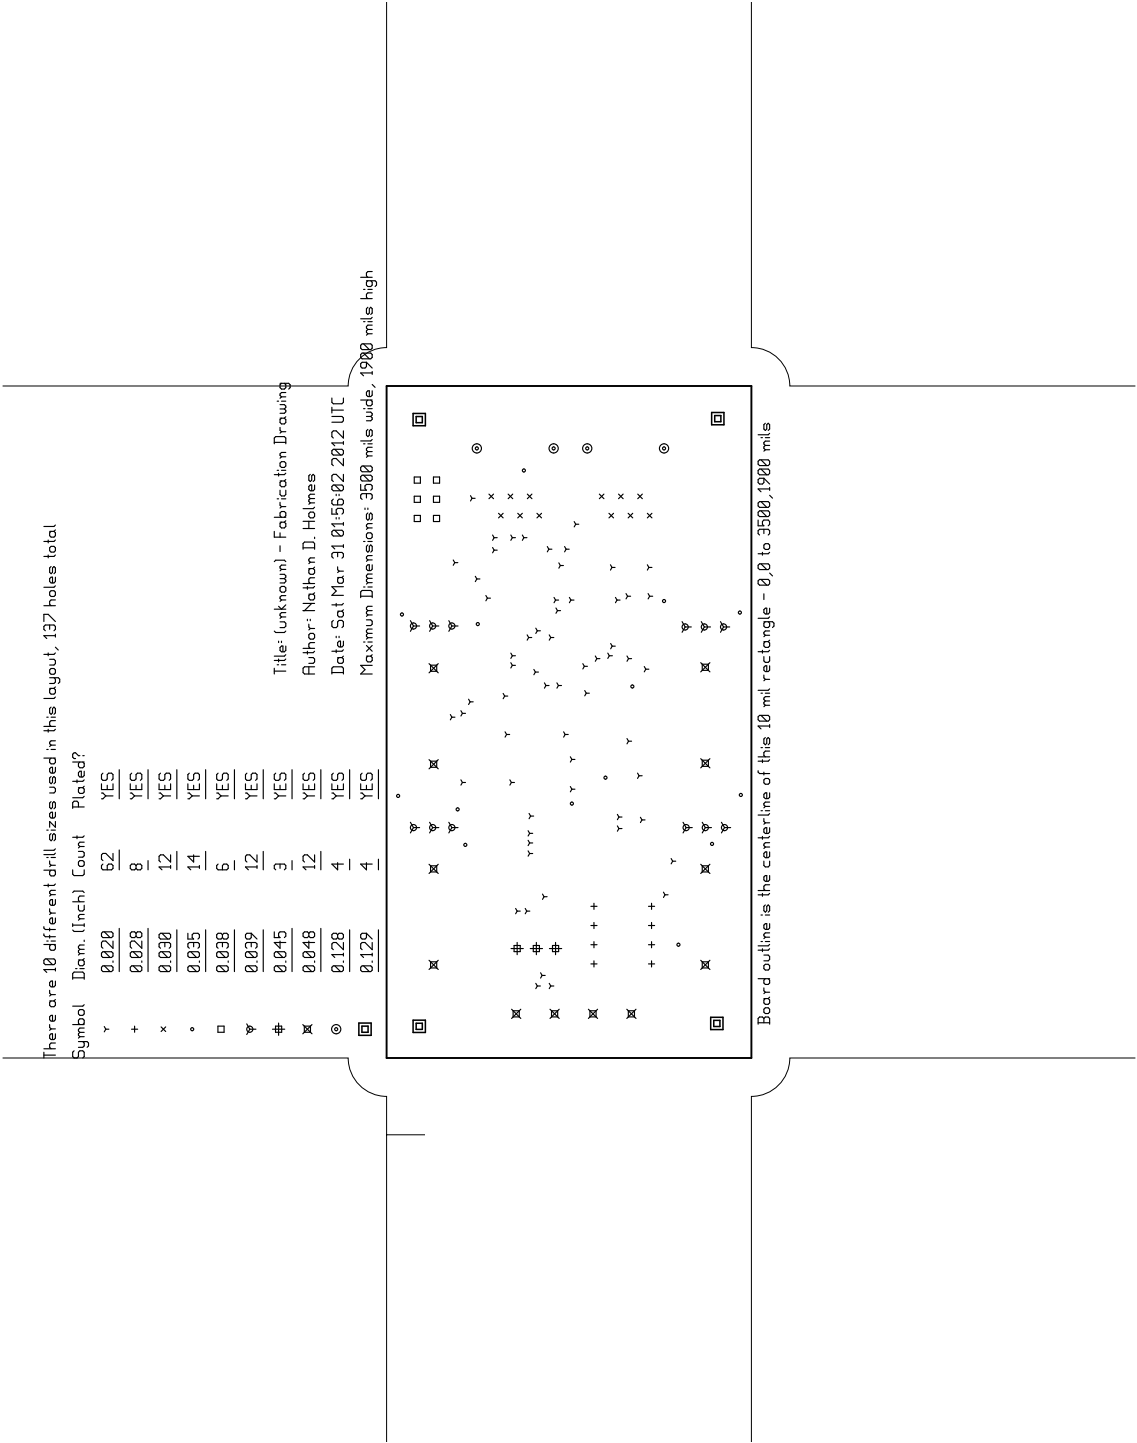 There are 10 different drill sizes used in this layout, 137 holes total
Symbol Diam. (Inch) Count Plated?
0.020 62 YES
0.028 8 YES
0.030 12 YES
0.035 14 YES
0.038 6 YES
0.039 12 YES
0.045 3 YES
0.048 12 YES
0.128 4 YES
0.129 4 YES
Title: (unknown) - Fabrication Drawing
Author: Nathan D. Holmes
Date: Sat Mar 31 01:56:02 2012 UTC
Maximum Dimensions: 3500 mils wide, 1900 mils high
Board outline is the centerline of this 10 mil rectangle - 0,0 to 3500,1900 mils